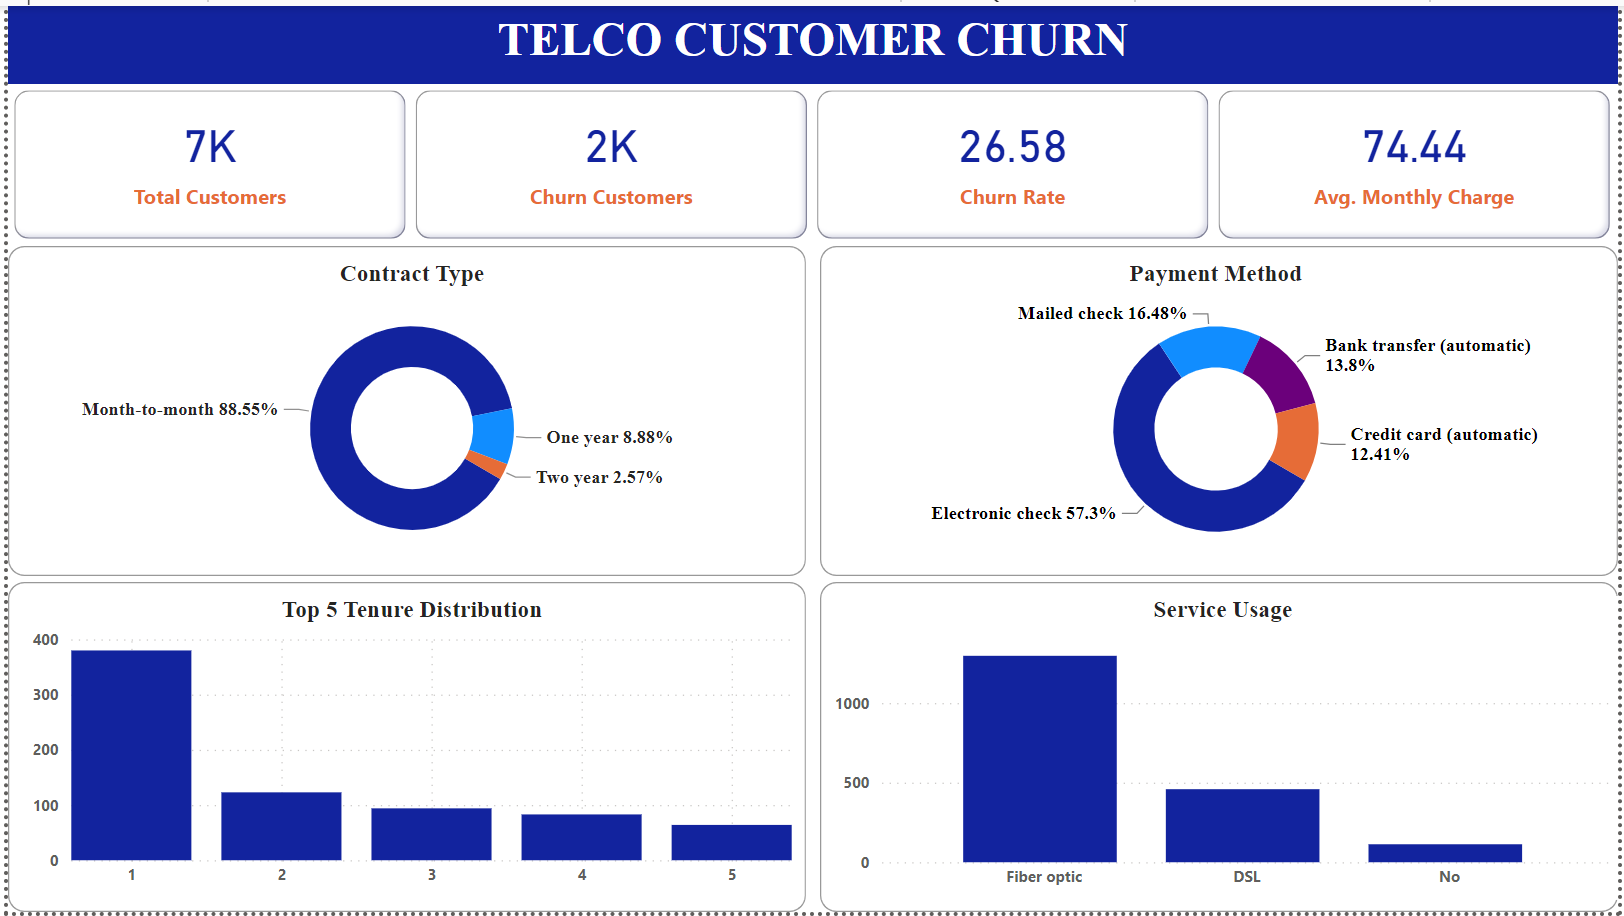 TELCO CUSTOMER CHURN
7K
Total Customers
2K
Churn Customers
26.58
Churn Rate
74.44
Avg. Monthly Charge
Contract Type
Month-to-month 88.55%
One year 8.88%
Two year 2.57%
Payment Method
Mailed check 16.48%
Bank transfer (automatic)
13.8%
Credit card (automatic)
12.41%
Electronic check 57.3%
Top 5 Tenure Distribution
400
300
200
100
0
1 2 3 4 5
Service Usage
1000
500
0
Fiber optic DSL No